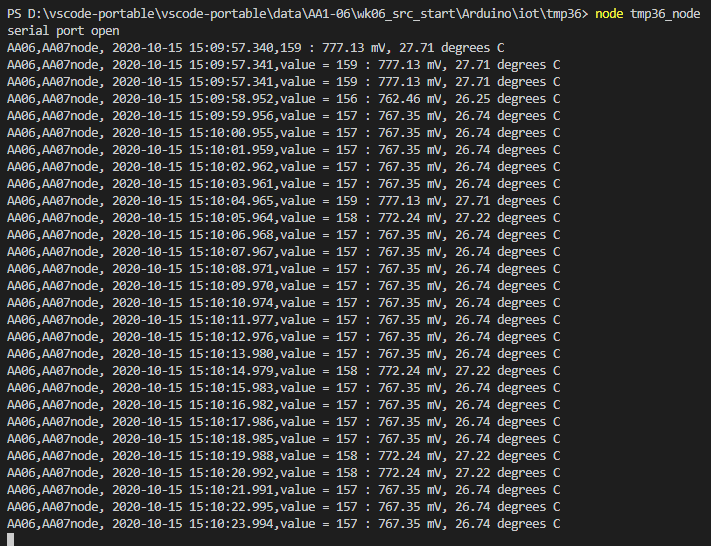 PS D:\vscode-portable\vscode-portable\data\AA1-06\wk06_src_start\Arduino\iot\tmp36> node tmp36_node
serial port open
AA06,AA07node, 2020-10-15 15:09:57.340,159 : 777.13 mV, 27.71 degrees C
AA06,AA07node, 2020-10-15 15:09:57.341,value = 159 : 777.13 mV, 27.71 degrees C
AA06,AA07node, 2020-10-15 15:09:57.341,value = 159 : 777.13 mV, 27.71 degrees C
AA06,AA07node, 2020-10-15 15:09:58.952,value = 156 : 762.46 mV, 26.25 degrees C
AA06,AA07node, 2020-10-15 15:09:59.956,value = 157 : 767.35 mV, 26.74 degrees C
AA06,AA07node, 2020-10-15 15:10:00.955,value = 157 : 767.35 mV, 26.74 degrees C
AA06,AA07node, 2020-10-15 15:10:01.959,value = 157 : 767.35 mV, 26.74 degrees C
AA06,AA07node, 2020-10-15 15:10:02.962,value = 157 : 767.35 mV, 26.74 degrees C
AA06,AA07node, 2020-10-15 15:10:03.961,value = 157 : 767.35 mV, 26.74 degrees C
AA06,AA07node, 2020-10-15 15:10:04.965,value = 159 : 777.13 mV, 27.71 degrees C
AA06,AA07node, 2020-10-15 15:10:05.964,value = 158 : 772.24 mV, 27.22 degrees C
AA06,AA07node, 2020-10-15 15:10:06.968,value = 157 : 767.35 mV, 26.74 degrees C
AA06,AA07node, 2020-10-15 15:10:07.967,value = 157 : 767.35 mV, 26.74 degrees C
AA06,AA07node, 2020-10-15 15:10:08.971,value = 157 : 767.35 mV, 26.74 degrees C
AA06,AA07node, 2020-10-15 15:10:09.970,value = 157 : 767.35 mV, 26.74 degrees C
AA06,AA07node, 2020-10-15 15:10:10.974,value = 157 : 767.35 mV, 26.74 degrees C
AA06,AA07node, 2020-10-15 15:10:11.977,value = 157 : 767.35 mV, 26.74 degrees C
AA06,AA07node, 2020-10-15 15:10:12.976,value = 157 : 767.35 mV, 26.74 degrees C
AA06,AA07node, 2020-10-15 15:10:13.980,value = 157 : 767.35 mV, 26.74 degrees C
AA06,AA07node, 2020-10-15 15:10:14.979,value = 158 : 772.24 mV, 27.22 degrees C
AA06,AA07node, 2020-10-15 15:10:15.983,value = 157 : 767.35 mV, 26.74 degrees C
AA06,AA07node, 2020-10-15 15:10:16.982,value = 157 : 767.35 mV, 26.74 degrees C
AA06,AA07node, 2020-10-15 15:10:17.986,value = 157 : 767.35 mV, 26.74 degrees C
AA06,AA07node, 2020-10-15 15:10:18.985,value = 157 : 767.35 mV, 26.74 degrees C
AA06,AA07node, 2020-10-15 15:10:19.988,value = 158 : 772.24 mV, 27.22 degrees C
AA06,AA07node, 2020-10-15 15:10:20.992,value = 158 : 772.24 mV, 27.22 degrees C
AA06,AA07node, 2020-10-15 15:10:21.991,value = 157 : 767.35 mV, 26.74 degrees C
AA06,AA07node, 2020-10-15 15:10:22.995,value = 157 : 767.35 mV, 26.74 degrees C
AA06,AA07node, 2020-10-15 15:10:23.994,value = 157 : 767.35 mV, 26.74 degrees C